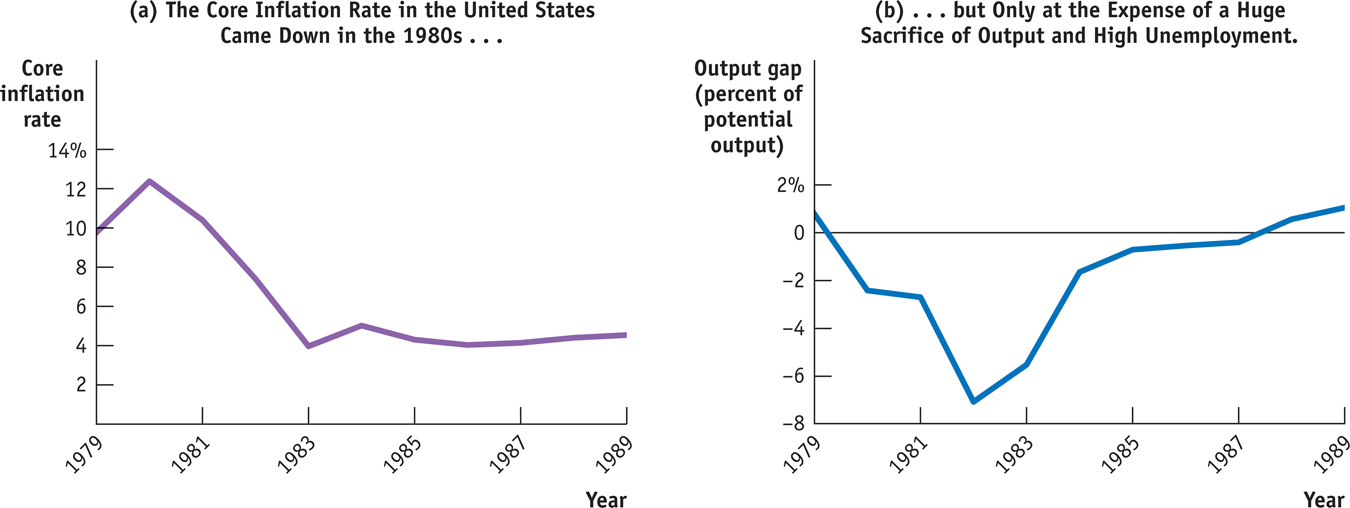 (a) The Core Inflation Rate in the United States
Came Down in the 1980s . . .
Core
inflation
rate
14%
12
10
8
6
4
2
1979
1981
1983
1985
1987
1989
Year
(b) . . . but Only at the Expense of a Huge
Sacrifice of Output and High Unemployment.
Output gap
(percent of
potential
output)
2%
0
–2
–4
–6
–8
1979
1981
1983
1985
1987
1989
Year